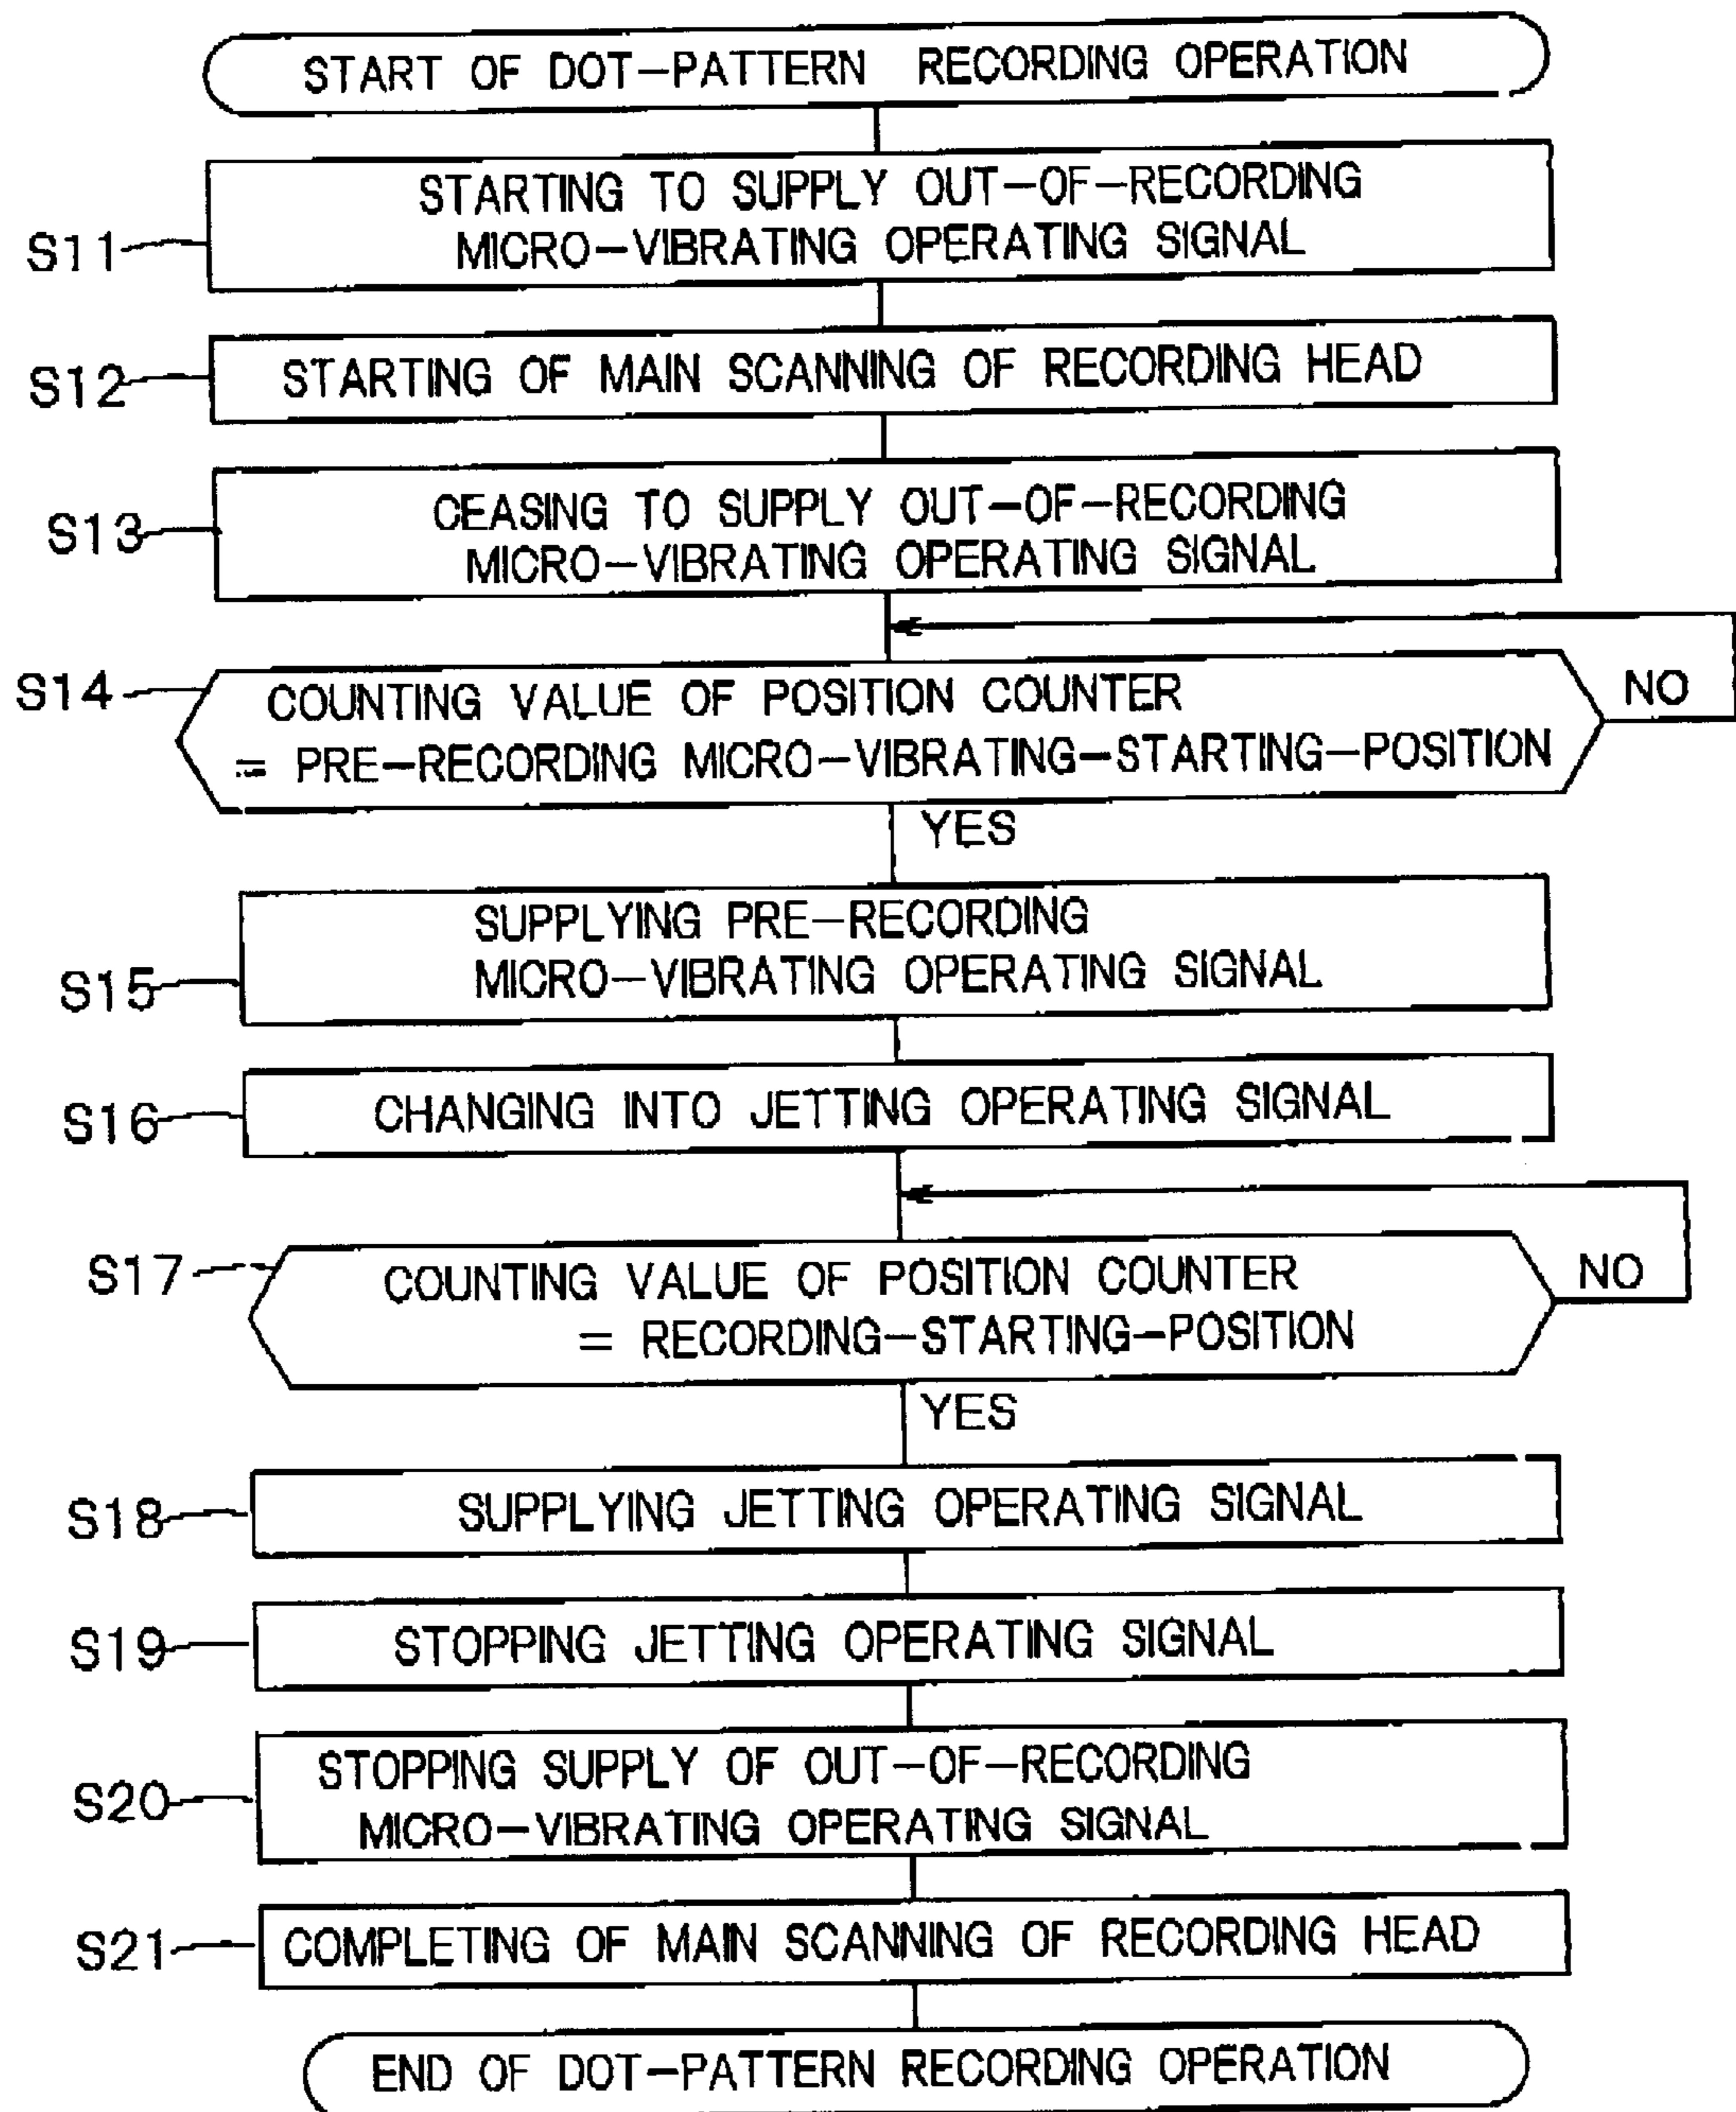 START OF DOT-PATTERN RECORDING OPERATION
STARTING TO SUPPLY OUT-OF-RECORDING
MICRO-VIBRATING OPERATING SIGNAL
S11
STARTING OF MAIN SCANNING OF RECORDING HEAD
S12
CEASING TO SUPPLY OUT-OF-RECORDING
MICRO-VIBRATING OPERATING SIGNAL
S13
S14
COUNTING VALUE OF POSITION COUNTER
= PRE-RECORDING MICRO-VIBRATING-STARTING-POSITION
NO
YES
SUPPLYING PRE-RECORDING
MICRO-VIBRATING OPERATING SIGNAL
S15
CHANGING INTO JETTING OPERATING SIGNAL
S16
S17
COUNTING VALUE OF POSITION COUNTER
= RECORDING-STARTING-POSITION
NO
YES
S18
SUPPLYING JETTING OPERATING SIGNAL
S19
STOPPING JETTING OPERATING SIGNAL
STOPPING SUPPLY OF OUT-OF-RECORDING
MICRO-VIBRATING OPERATING SIGNAL
S20
S21
COMPLETING OF MAIN SCANNING OF RECORDING HEAD
END OF DOT-PATTERN RECORDING OPERATION